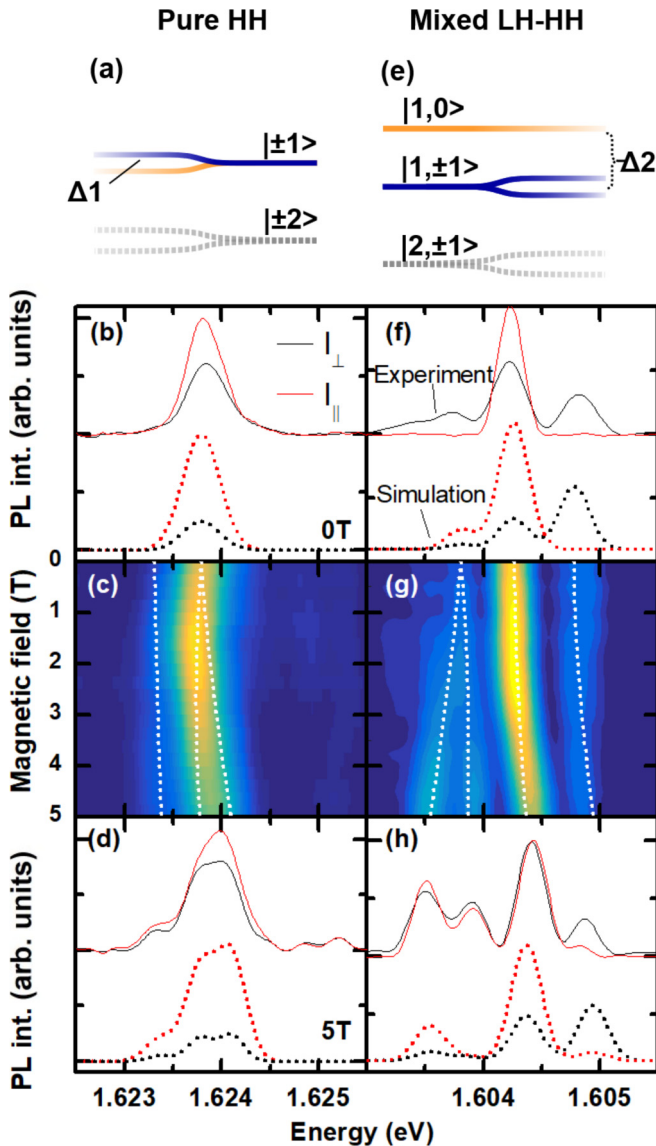 Pure HH
Mixed LH-HH
(a)
(e)
|1,0>
|±1>
|1,±1>
Δ2
Δ1
|±2>
|2,±1>
PL int. (arb. units)
(b)
I⊥
I||
0T
(f)
Experiment
Simulation
Magnetic field (T)
0
1
2
3
4
5
(c)
(g)
PL int. (arb. units)
(d)
5T
(h)
1.623 1.624 1.625
1.604 1.605
Energy (eV)